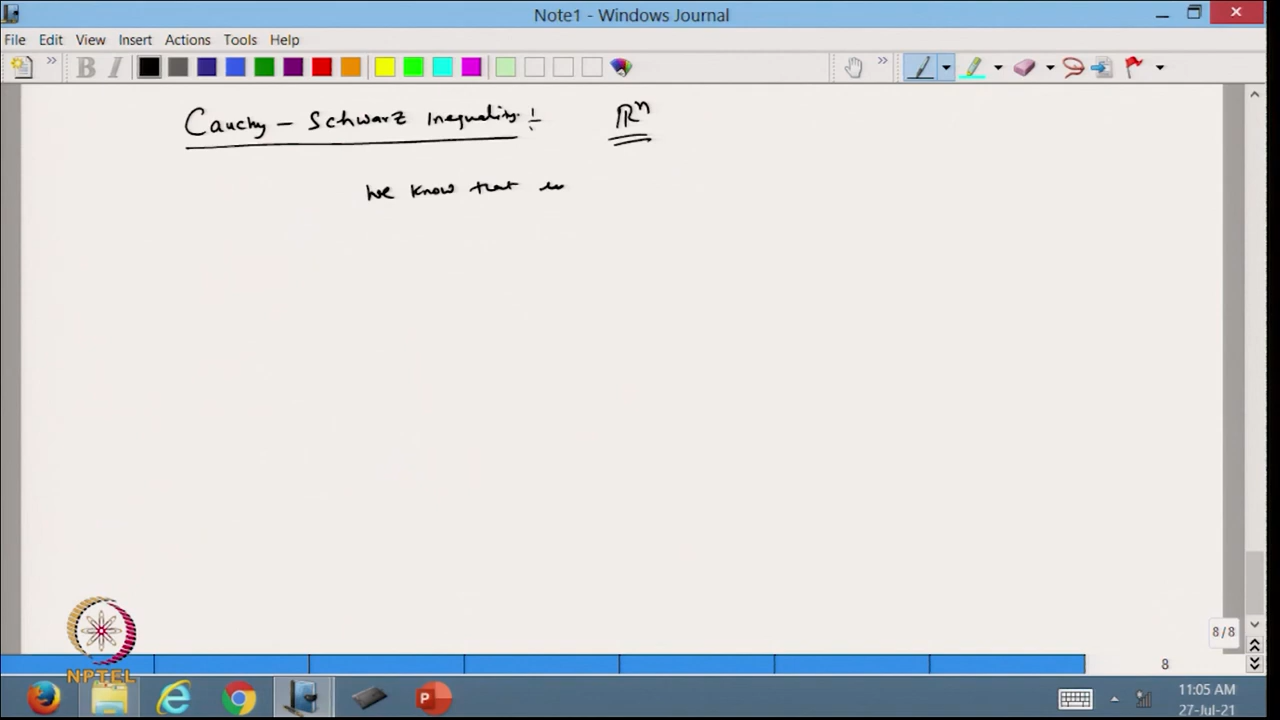 Note1 - Windows Journal
File Edit View Insert Actions Tools Help
B I
Cauchy - Schwarz Inequality :- ℝⁿ
We know that
8 / 8
8
NPTEL
11:05 AM
27-Jul-21